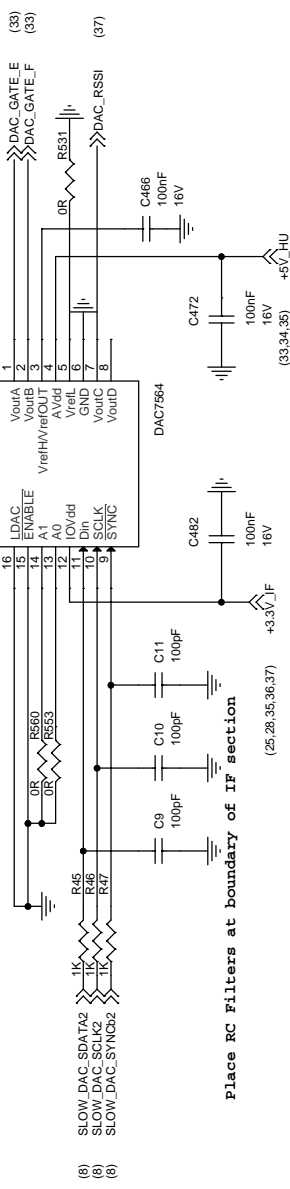 (8) SLOW_DAC_SDATA2
(8) SLOW_DAC_SCLK2
(8) SLOW_DAC_SYNCb2
1K R45
1K R46
1K R47
0R R560
0R R553
C9
100pF
C10
100pF
C11
100pF
Place RC Filters at boundary of IF section
+3.3V_IF
(25,28,35,36,37)
C482
100nF
16V
16 LDAC
15 ENABLE
14 A1
13 A0
12 IOVdd
11 Din
10 SCLK
9 SYNC
VoutA 1
VoutB 2
VrefH/VrefOUT 3
AVdd 4
VrefL 5
GND 6
VoutC 7
VoutD 8
DAC7564
DAC_GATE_E (33)
DAC_GATE_F (33)
0R R531
DAC_RSSI (37)
C466
100nF
16V
C472
100nF
16V
+5V_HU
(33,34,35)